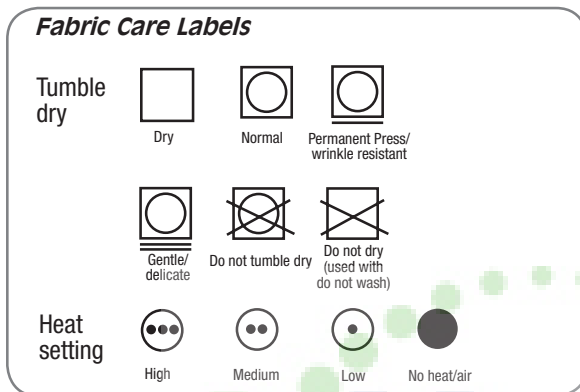 Fabric Care Labels
Tumble
dry
Dry
Normal
Permanent Press/
wrinkle resistant
Gentle/
delicate
Do not tumble dry
Do not dry
(used with
do not wash)
Heat
setting
High
Medium
Low
No heat/air